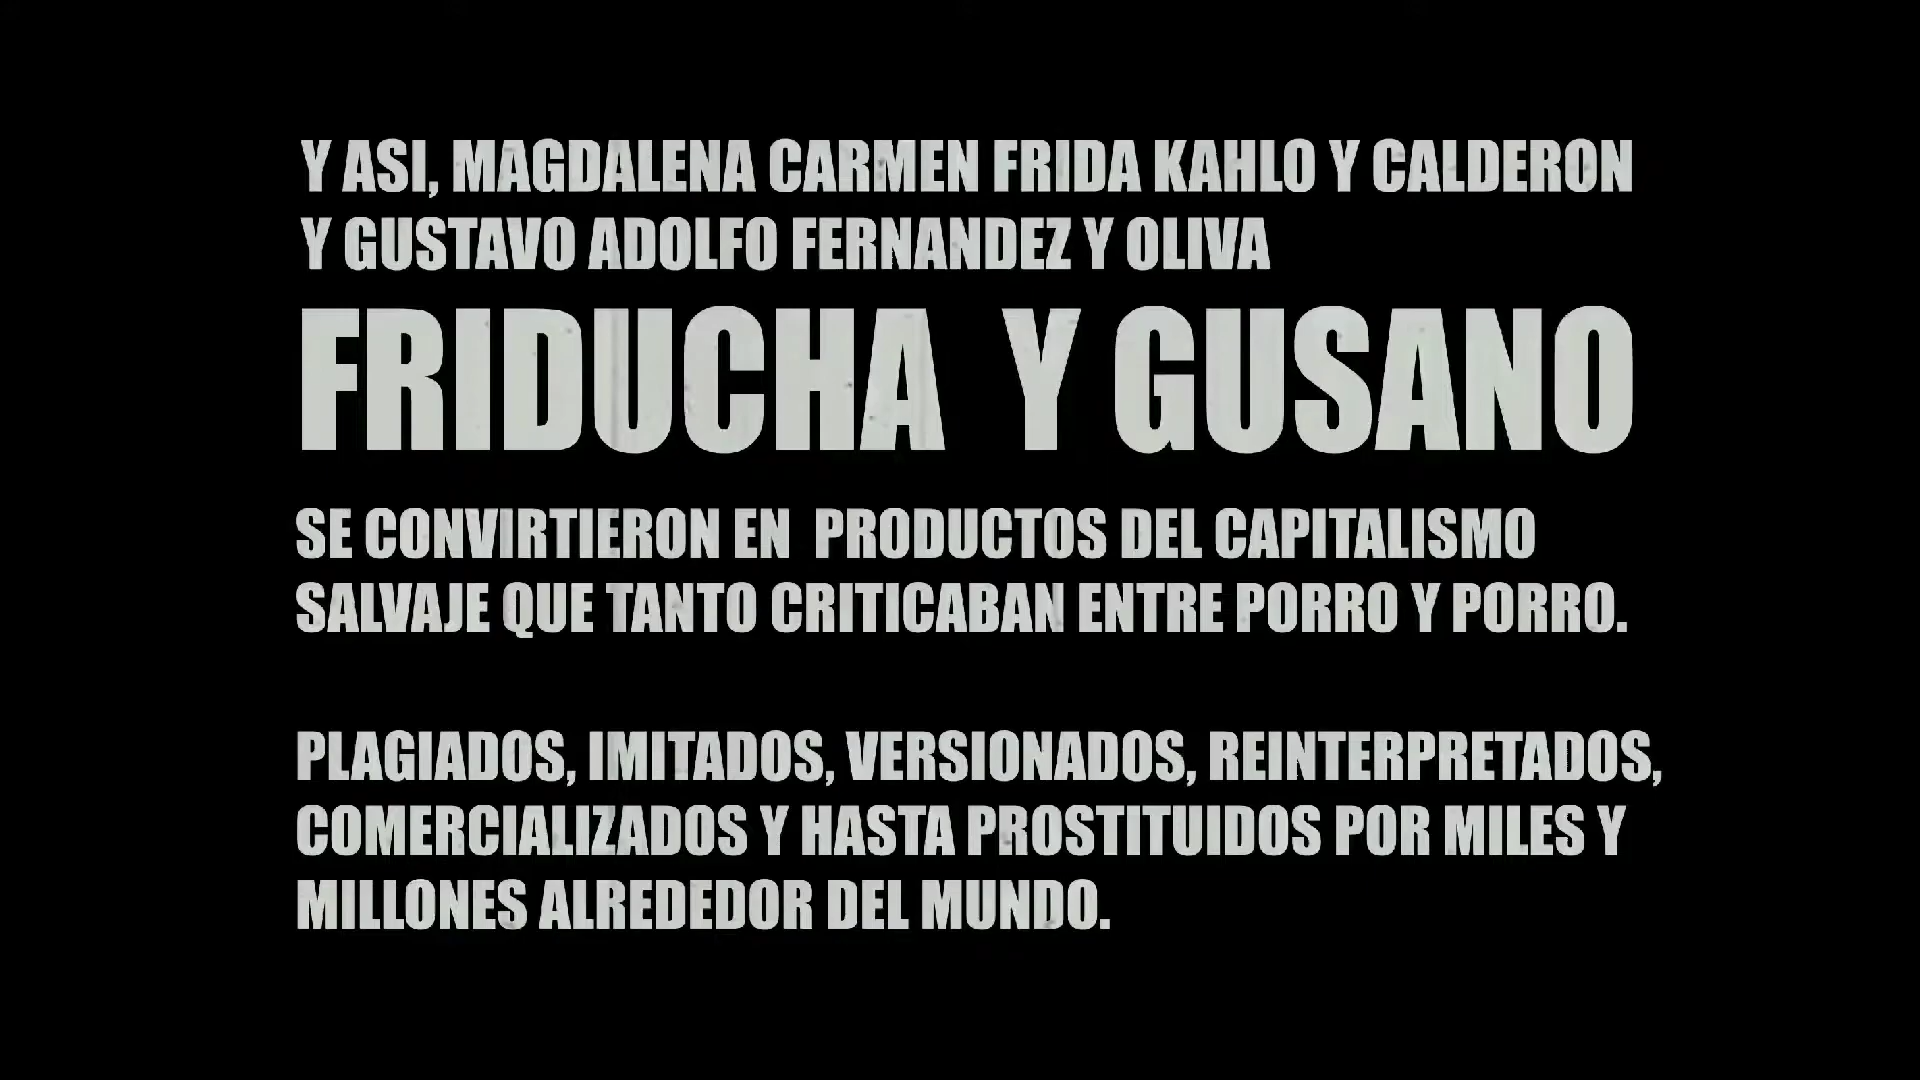 Y ASI, MAGDALENA CARMEN FRIDA KAHLO Y CALDERON
Y GUSTAVO ADOLFO FERNANDEZ Y OLIVA
FRIDUCHA Y GUSANO
SE CONVIRTIERON EN PRODUCTOS DEL CAPITALISMO
SALVAJE QUE TANTO CRITICABAN ENTRE PORRO Y PORRO.
PLAGIADOS, IMITADOS, VERSIONADOS, REINTERPRETADOS,
COMERCIALIZADOS Y HASTA PROSTITUIDOS POR MILES Y
MILLONES ALREDEDOR DEL MUNDO.